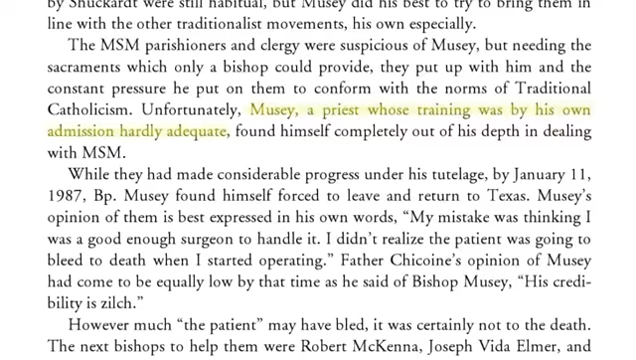 by Shuckardt were still habitual, but Musey did his best to try to bring them in
line with the other traditionalist movements, his own especially.
The MSM parishioners and clergy were suspicious of Musey, but needing the
sacraments which only a bishop could provide, they put up with him and the
constant pressure he put on them to conform with the norms of Traditional
Catholicism. Unfortunately, Musey, a priest whose training was by his own
admission hardly adequate, found himself completely out of his depth in dealing
with MSM.
While they had made considerable progress under his tutelage, by January 11,
1987, Bp. Musey found himself forced to leave and return to Texas. Musey's
opinion of them is best expressed in his own words, “My mistake was thinking I
was a good enough surgeon to handle it. I didn't realize the patient was going to
bleed to death when I started operating.” Father Chicoine's opinion of Musey
had come to be equally low by that time as he said of Bishop Musey, “His credi-
bility is zilch.”
However much “the patient” may have bled, it was certainly not to the death.
The next bishops to help them were Robert McKenna, Joseph Vida Elmer, and